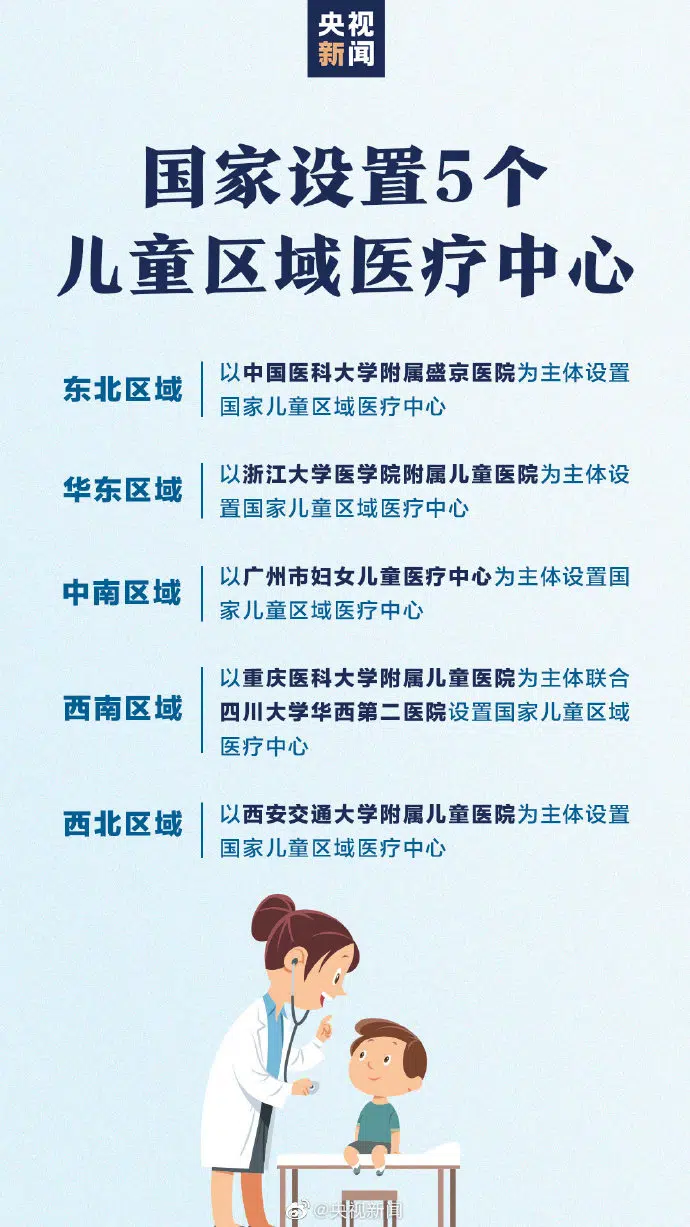 央视
新闻
国家设置5个
儿童区域医疗中心
东北区域
以中国医科大学附属盛京医院为主体设置
国家儿童区域医疗中心
华东区域
以浙江大学医学院附属儿童医院为主体设
置国家儿童区域医疗中心
中南区域
以广州市妇女儿童医疗中心为主体设置国
家儿童区域医疗中心
西南区域
以重庆医科大学附属儿童医院为主体联合
四川大学华西第二医院设置国家儿童区域
医疗中心
西北区域
以西安交通大学附属儿童医院为主体设置
国家儿童区域医疗中心
@央视新闻